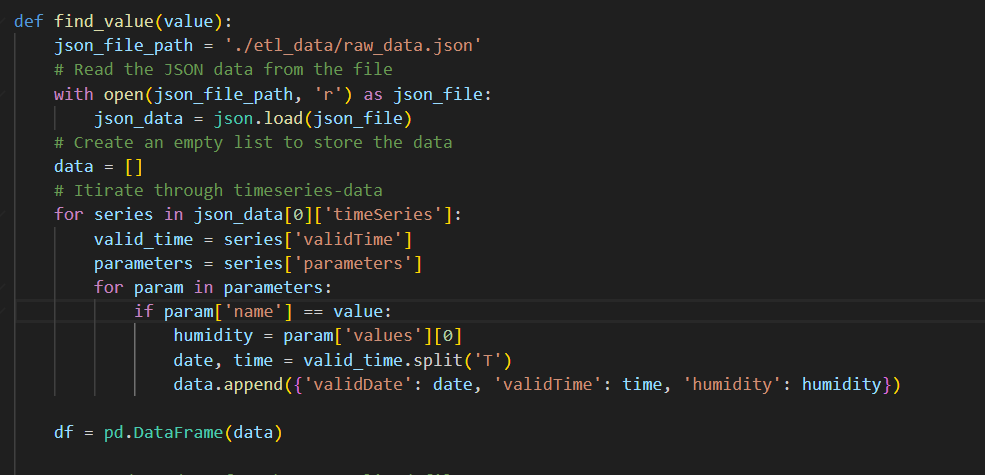 def find_value(value):
    json_file_path = './etl_data/raw_data.json'
    # Read the JSON data from the file
    with open(json_file_path, 'r') as json_file:
        json_data = json.load(json_file)
    # Create an empty list to store the data
    data = []
    # Itirate through timeseries-data
    for series in json_data[0]['timeSeries']:
        valid_time = series['validTime']
        parameters = series['parameters']
        for param in parameters:
            if param['name'] == value:
                humidity = param['values'][0]
                date, time = valid_time.split('T')
                data.append({'validDate': date, 'validTime': time, 'humidity': humidity})
    df = pd.DataFrame(data)